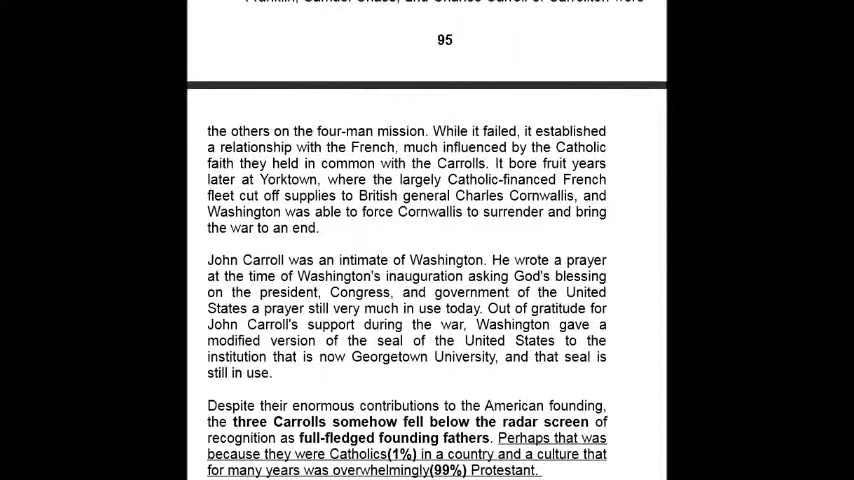 Franklin, Samuel Chase, and Charles Carroll of Carrollton were
95
the others on the four-man mission. While it failed, it established
a relationship with the French, much influenced by the Catholic
faith they held in common with the Carrolls. It bore fruit years
later at Yorktown, where the largely Catholic-financed French
fleet cut off supplies to British general Charles Cornwallis, and
Washington was able to force Cornwallis to surrender and bring
the war to an end.
John Carroll was an intimate of Washington. He wrote a prayer
at the time of Washington's inauguration asking God's blessing
on the president, Congress, and government of the United
States a prayer still very much in use today. Out of gratitude for
John Carroll's support during the war, Washington gave a
modified version of the seal of the United States to the
institution that is now Georgetown University, and that seal is
still in use.
Despite their enormous contributions to the American founding,
the three Carrolls somehow fell below the radar screen of
recognition as full-fledged founding fathers. Perhaps that was
because they were Catholics(1%) in a country and a culture that
for many years was overwhelmingly(99%) Protestant.